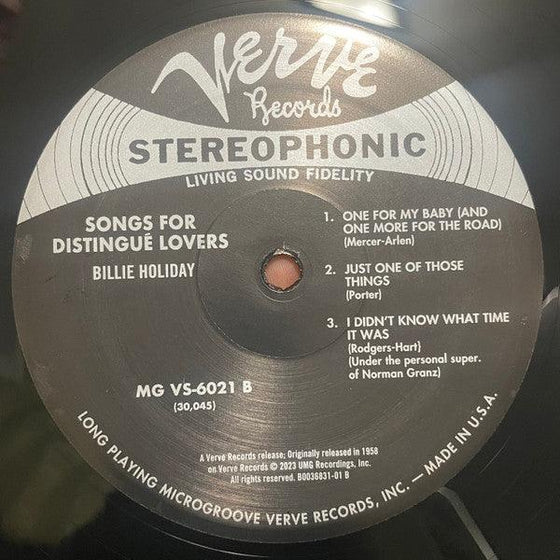 Verve
Records
STEREOPHONIC
LIVING SOUND FIDELITY
SONGS FOR
DISTINGUÉ LOVERS
BILLIE HOLIDAY
1. ONE FOR MY BABY (AND
ONE MORE FOR THE ROAD)
(Mercer-Arlen)
2. JUST ONE OF THOSE
THINGS
(Porter)
3. I DIDN'T KNOW WHAT TIME
IT WAS
(Rodgers-Hart)
(Under the personal super.
of Norman Granz)
MG VS-6021 B
(30,045)
A Verve Records release; Originally released in 1958
on Verve Records © 2023 UMG Recordings, Inc.
All rights reserved. B0036831-01 B
LONG PLAYING MICROGROOVE VERVE RECORDS, INC. — MADE IN U.S.A.